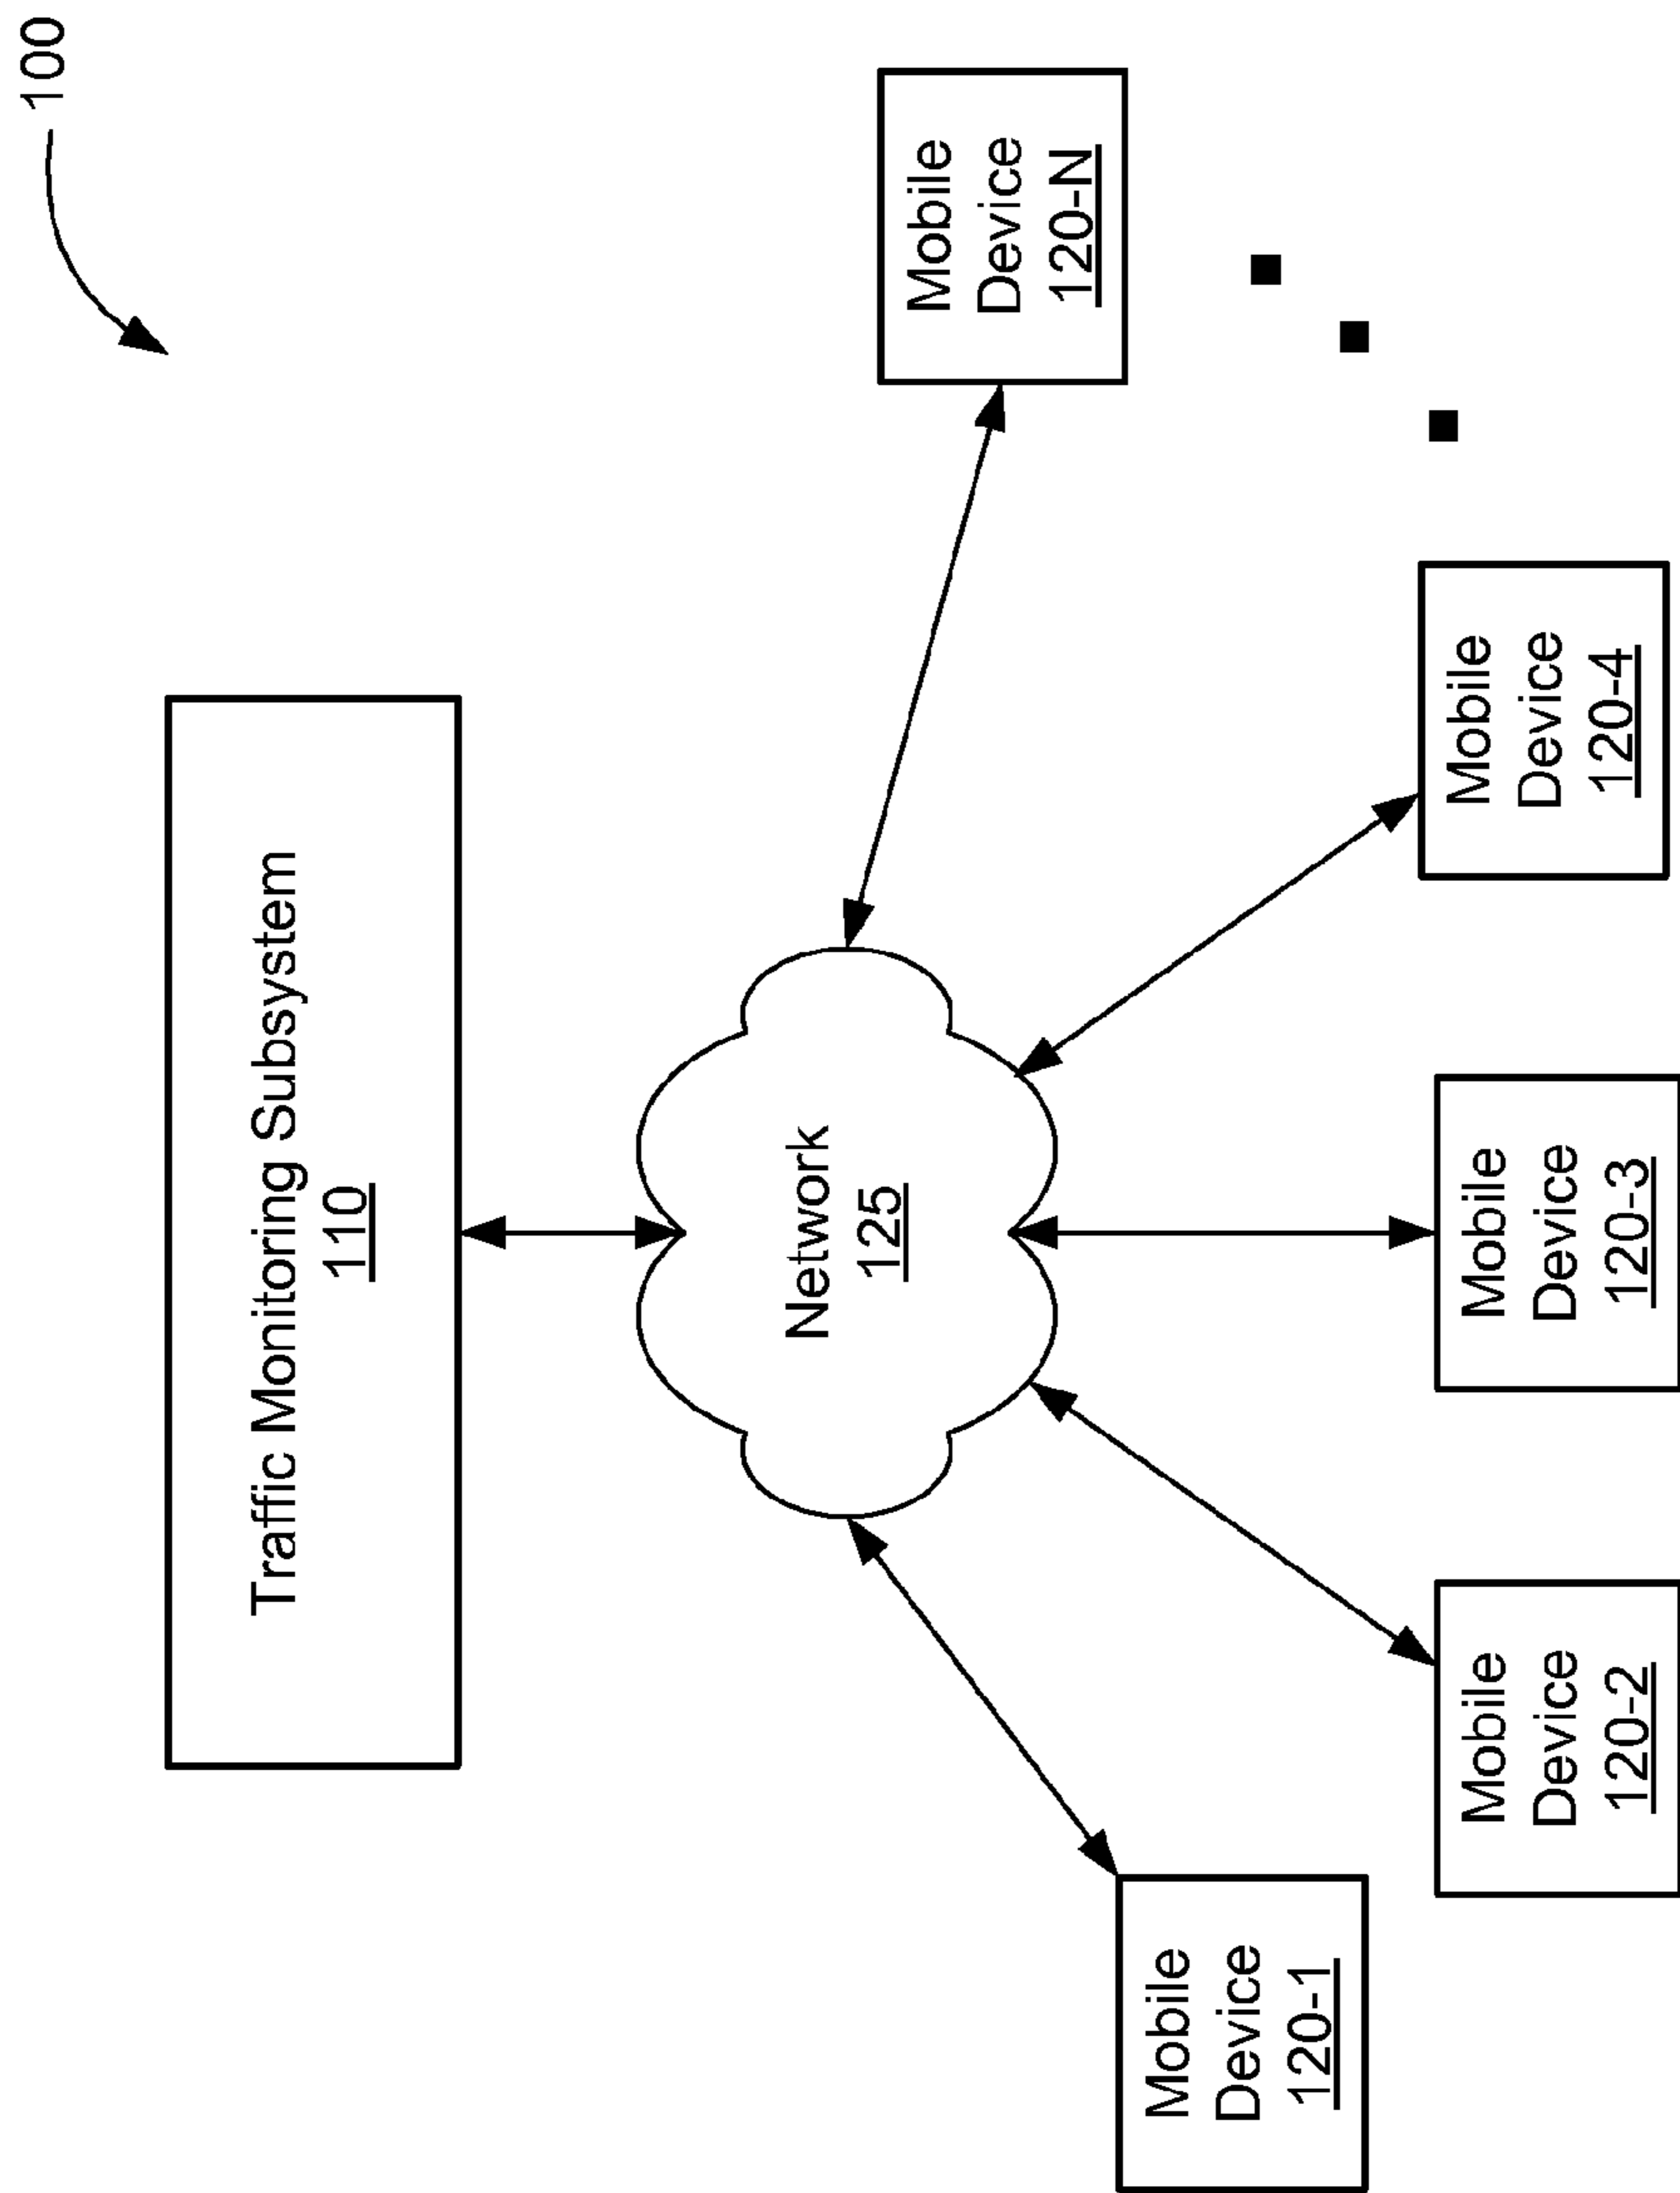 100
Traffic Monitoring Subsystem
110
Network
125
Mobile
Device
120-1
Mobile
Device
120-2
Mobile
Device
120-3
Mobile
Device
120-4
Mobile
Device
120-N